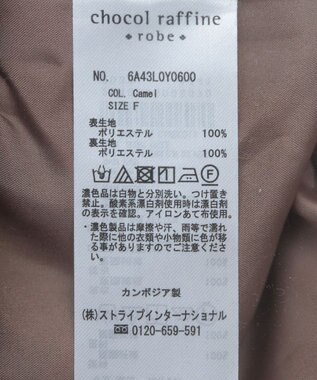 chocol raffine
robe
NO. 6A43L0Y0600
COL. Camel
SIZE F
表生地
ポリエステル 100%
裏生地
ポリエステル 100%
濃色品は白物と分別洗い。つけ置き
禁止。酸素系漂白剤使用時は漂白剤
の表示を確認。アイロンあて布使用。
・濃色製品は摩擦や汗、雨等で濡れ
た際に他の衣類や小物類に色が移
る事がありますのでご注意くださ
い。
カンボジア製
(株)ストライプインターナショナル
0120-659-591